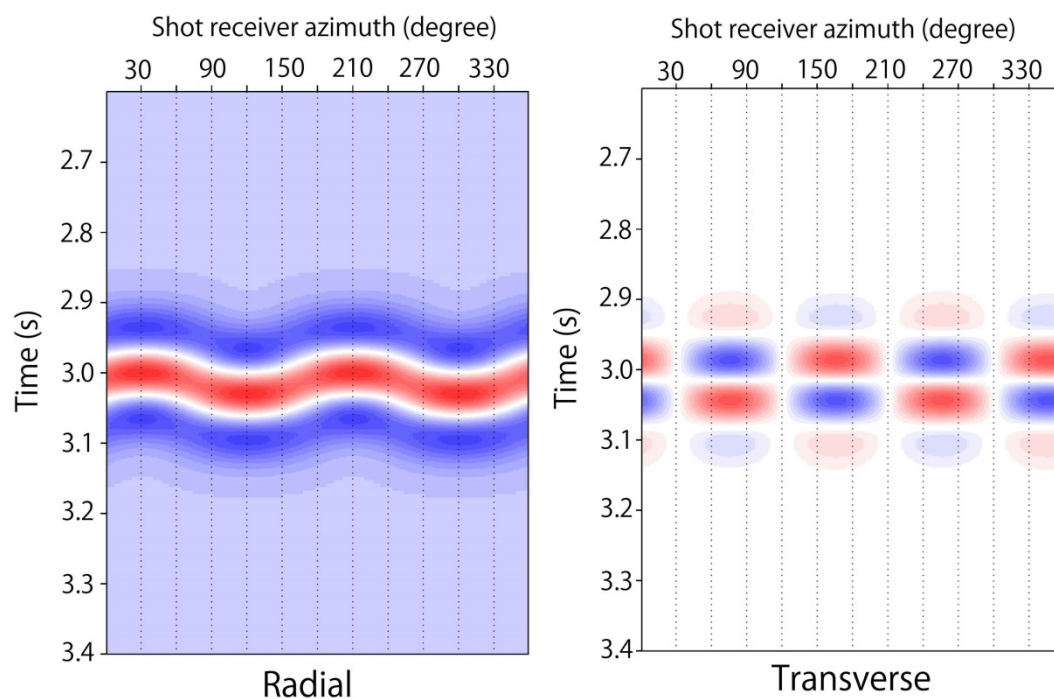 Shot receiver azimuth (degree)
30 90 150 210 270 330
Time (s)
2.7
2.8
2.9
3.0
3.1
3.2
3.3
3.4
Radial
Shot receiver azimuth (degree)
30 90 150 210 270 330
Time (s)
2.7
2.8
2.9
3.0
3.1
3.2
3.3
3.4
Transverse